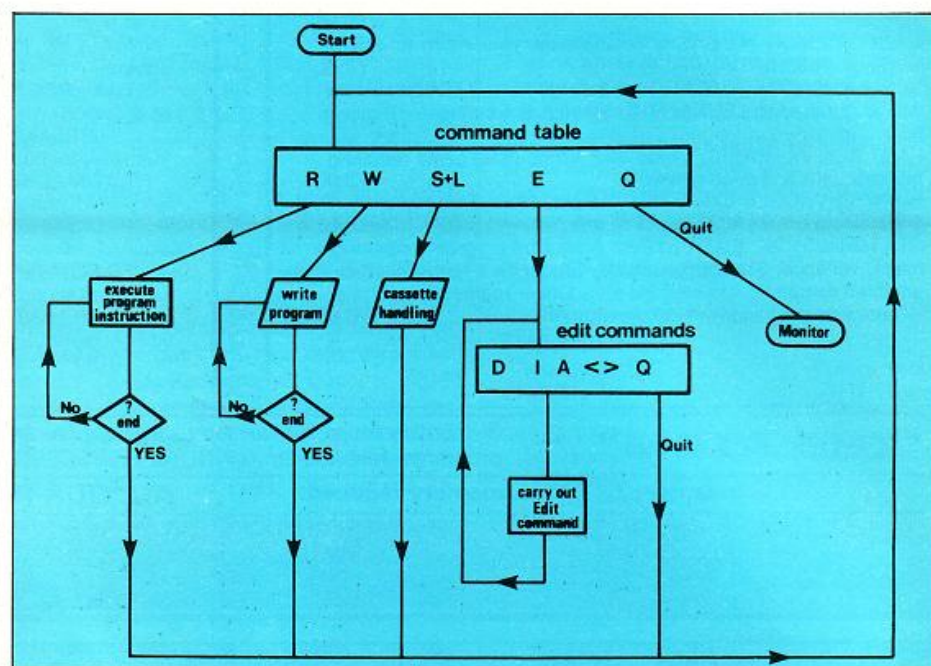 Start
command table
R W S+L E Q
Quit
execute
program
instruction
write
program
cassette
handling
Monitor
edit commands
D I A < > Q
No
?
end
YES
No
?
end
YES
Quit
carry out
Edit
command